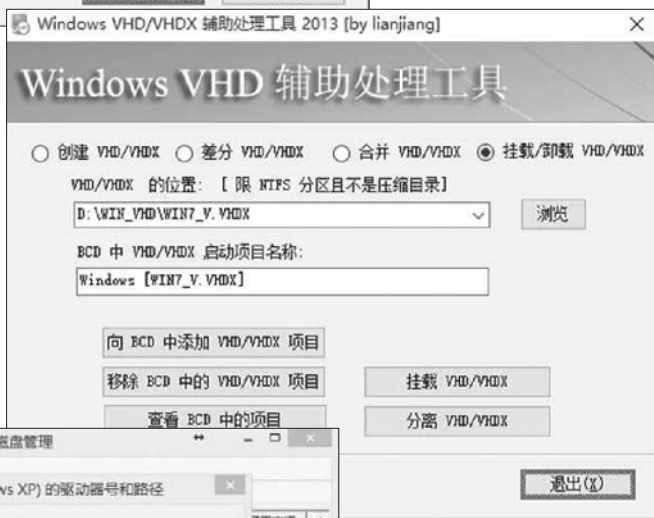 Windows VHD/VHDX 辅助处理工具 2013 [by lianjiang]
Windows VHD 辅助处理工具
创建 VHD/VHDX 差分 VHD/VHDX 合并 VHD/VHDX 挂载/卸载 VHD/VHDX
VHD/VHDX 的位置: [ 限 NTFS 分区且不是压缩目录]
D:\WIN_VHD\WIN7_V.VHDX 浏览
BCD 中 VHD/VHDX 启动项目名称:
Windows [WIN7_V.VHDX]
向 BCD 中添加 VHD/VHDX 项目
移除 BCD 中的 VHD/VHDX 项目 挂载 VHD/VHDX
查看 BCD 中的项目 分离 VHD/VHDX
磁盘管理
ws XP) 的驱动器号和路径
退出(X)